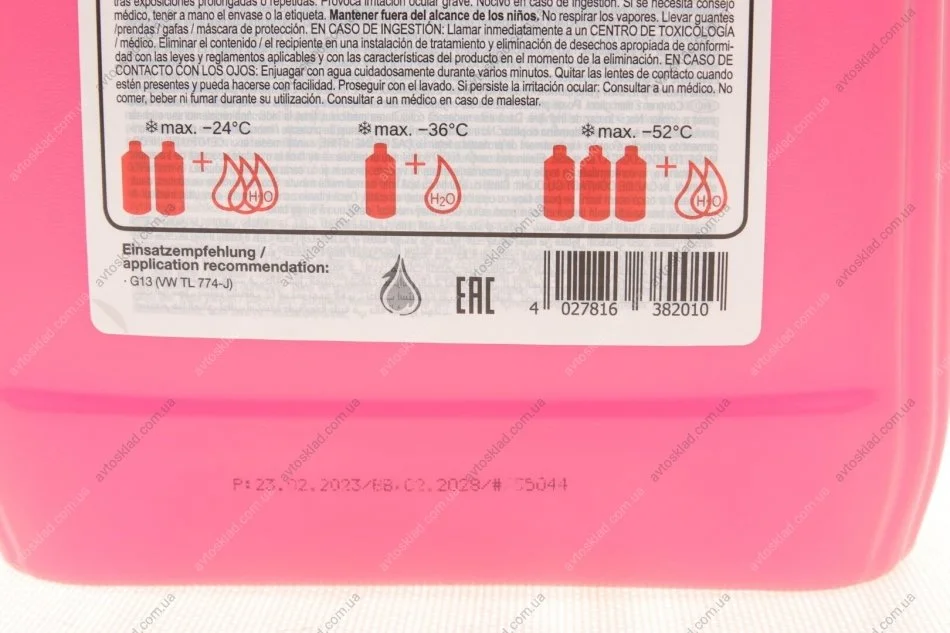 tras exposiciones prolongadas o repetidas. Provoca irritación ocular grave. Nocivo en caso de ingestión. Si se necesita consejo
médico, tener a mano el envase o la etiqueta. Mantener fuera del alcance de los niños. No respirar los vapores. Llevar guantes
/prendas / gafas / máscara de protección. EN CASO DE INGESTIÓN: Llamar inmediatamente a un CENTRO DE TOXICOLOGÍA
/ médico. Eliminar el contenido / el recipiente en una instalación de tratamiento y eliminación de desechos apropiada de conformi-
dad con las leyes y reglamentos aplicables y con las características del producto en el momento de la eliminación. EN CASO DE
CONTACTO CON LOS OJOS: Enjuagar con agua cuidadosamente durante varios minutos. Quitar las lentes de contacto cuando
estén presentes y pueda hacerse con facilidad. Proseguir con el lavado. Si persiste la irritación ocular: Consultar a un médico. No
comer, beber ni fumar durante su utilización. Consultar a un médico en caso de malestar.
max. −24°C max. −36°C max. −52°C
+ H₂O + H₂O + H₂O
Einsatzempfehlung /
application recommendation:
· G13 (VW TL 774-J)
EAC
4 027816 382010
P: 23.02.2023/BB.02.2028/# 55044
avtosklad.com.ua